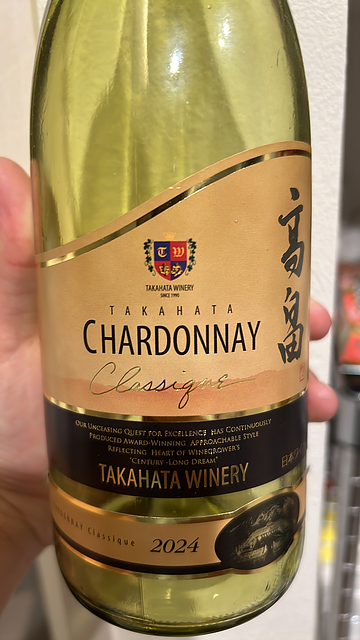 T W
TAKAHATA WINERY
SINCE 1990
TAKAHATA
CHARDONNAY
Classique
高畠
OUR UNCEASING QUEST FOR EXCELLENCE HAS CONTINUOUSLY
PRODUCED AWARD-WINNING APPROACHABLE STYLE
REFLECTING HEART OF WINEGROWER'S
"CENTURY-LONG DREAM"
TAKAHATA WINERY
Classique
2024